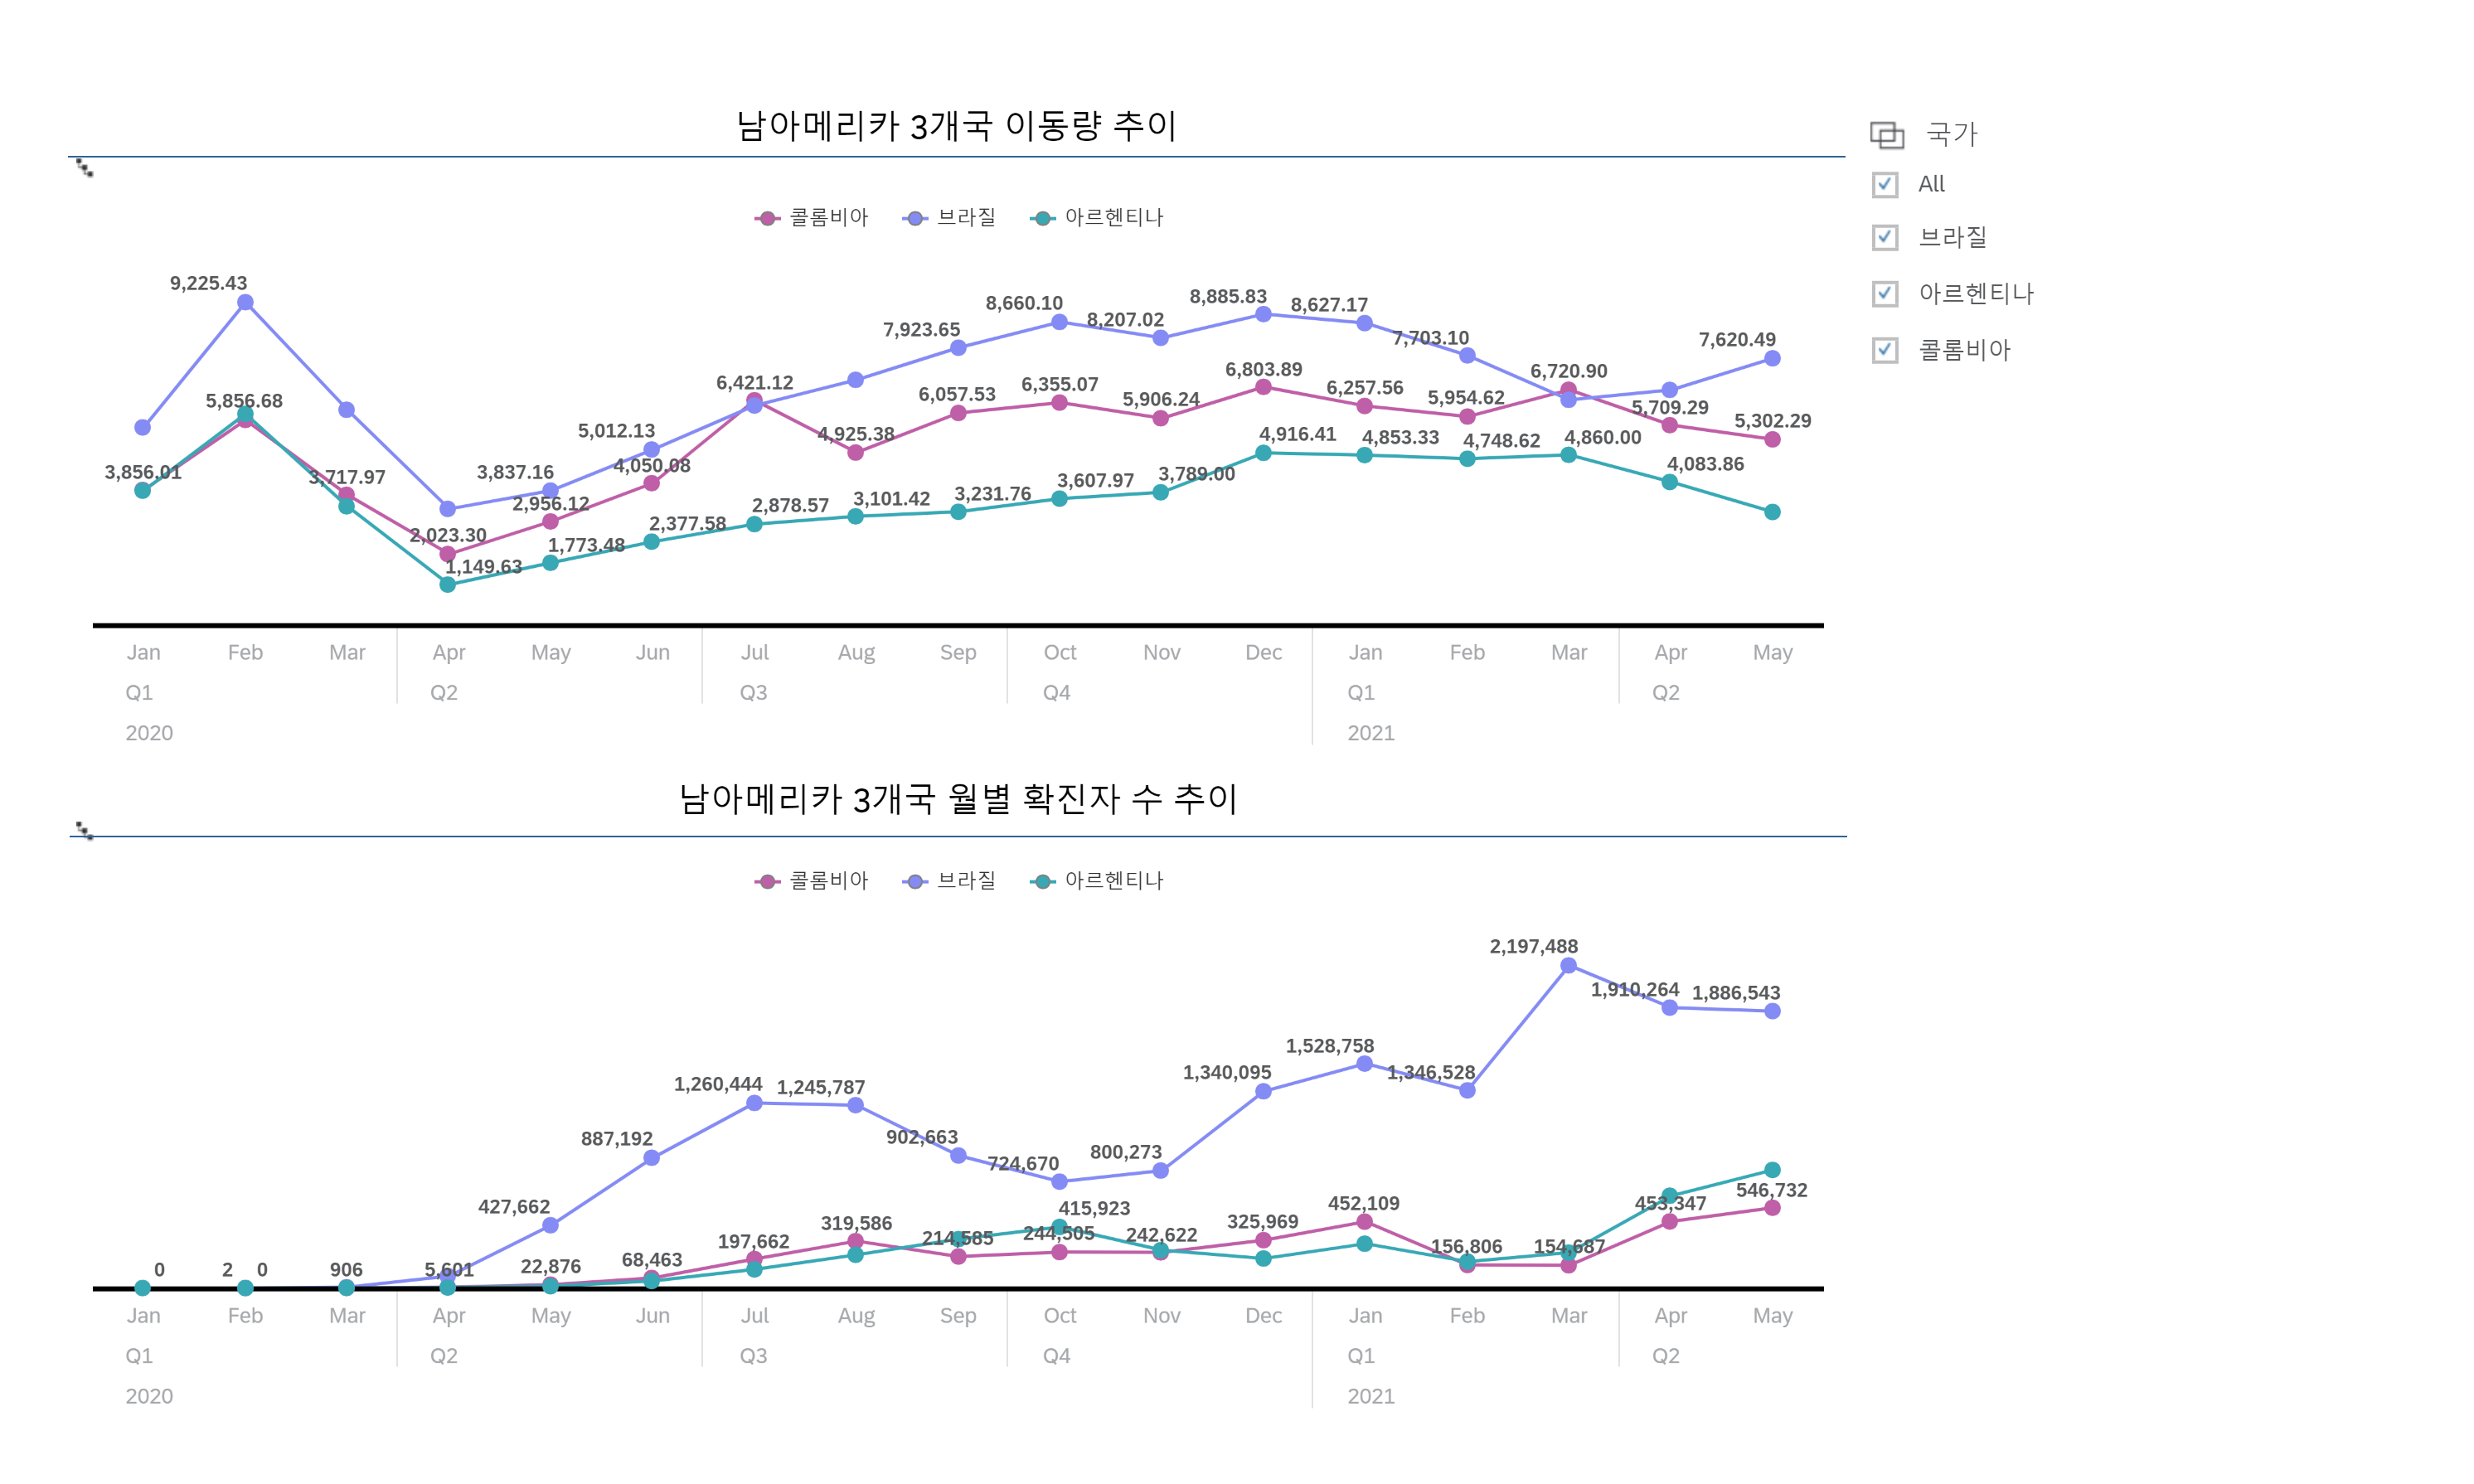 남아메리카 3개국 이동량 추이
콜롬비아 브라질 아르헨티나
9,225.43
8,885.83
8,660.10 8,627.17
8,207.02
7,923.65
7,703.10 7,620.49
6,803.89 6,720.90
6,421.12 6,355.07 6,257.56
5,856.68 6,057.53 5,906.24 5,954.62 5,709.29
5,302.29
5,012.13 4,925.38 4,916.41 4,853.33 4,748.62 4,860.00
3,856.01 3,717.97 3,837.16 4,050.08 4,083.86
3,607.97 3,789.00
2,956.12 2,878.57 3,101.42 3,231.76
2,023.30 2,377.58
1,149.63 1,773.48
Jan Feb Mar Apr May Jun Jul Aug Sep Oct Nov Dec Jan Feb Mar Apr May
Q1 Q2 Q3 Q4 Q1 Q2
2020 2021
국가
All
브라질
아르헨티나
콜롬비아
남아메리카 3개국 월별 확진자 수 추이
콜롬비아 브라질 아르헨티나
2,197,488
1,910,264 1,886,543
1,528,758
1,340,095 1,346,528
1,260,444 1,245,787
887,192 902,663
724,670 800,273
427,662 415,923 452,109 453,347 546,732
319,586 325,969
197,662 214,585 244,505 242,622 156,806 154,687
0 2 0 906 5,601 22,876 68,463
Jan Feb Mar Apr May Jun Jul Aug Sep Oct Nov Dec Jan Feb Mar Apr May
Q1 Q2 Q3 Q4 Q1 Q2
2020 2021